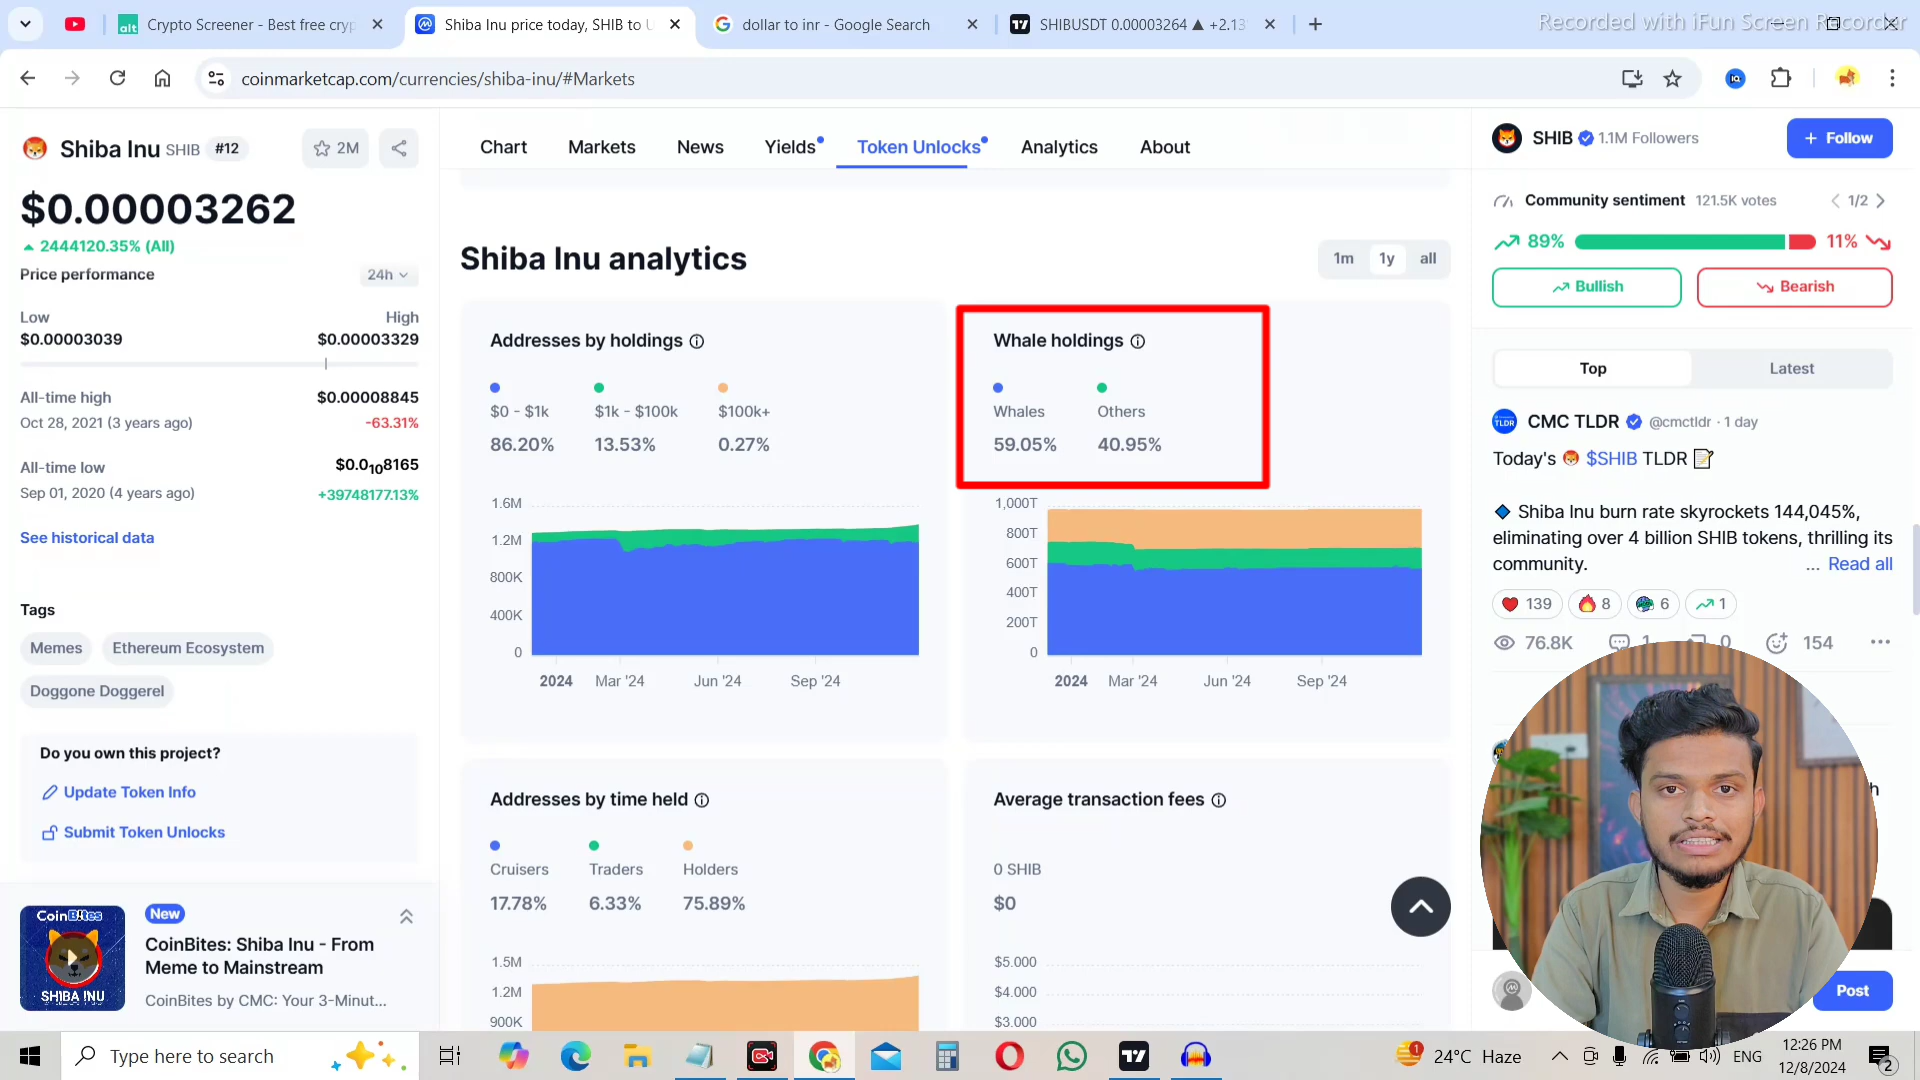 Crypto Screener - Best free cryp
Shiba Inu price today, SHIB to U
dollar to inr - Google Search
SHIBUSDT 0.00003264 ▲ +2.13
Recorded with iFun Screen Recorder
coinmarketcap.com/currencies/shiba-inu/#Markets
Shiba Inu SHIB #12
2M
$0.00003262
2444120.35% (All)
Price performance
24h
Low
High
$0.00003039
$0.00003329
All-time high
$0.00008845
Oct 28, 2021 (3 years ago)
-63.31%
All-time low
$0.0₁₀8165
Sep 01, 2020 (4 years ago)
+39748177.13%
See historical data
Tags
Memes
Ethereum Ecosystem
Doggone Doggerel
Do you own this project?
Update Token Info
Submit Token Unlocks
CoinBites
SHIBA INU
New
CoinBites: Shiba Inu - From
Meme to Mainstream
CoinBites by CMC: Your 3-Minut...
Chart
Markets
News
Yields
Token Unlocks
Analytics
About
Shiba Inu analytics
1m
1y
all
Addresses by holdings
$0 - $1k
$1k - $100k
$100k+
86.20%
13.53%
0.27%
1.6M
1.2M
800K
400K
0
2024
Mar '24
Jun '24
Sep '24
Whale holdings
Whales
Others
59.05%
40.95%
1,000T
800T
600T
400T
200T
0
2024
Mar '24
Jun '24
Sep '24
Addresses by time held
Cruisers
Traders
Holders
17.78%
6.33%
75.89%
1.5M
1.2M
900K
Average transaction fees
0 SHIB
$0
$5.000
$4.000
$3.000
SHIB
1.1M Followers
+ Follow
Community sentiment 121.5K votes
1/2
89%
11%
Bullish
Bearish
Top
Latest
CMC TLDR @cmctldr · 1 day
Today's $SHIB TLDR
Shiba Inu burn rate skyrockets 144,045%,
eliminating over 4 billion SHIB tokens, thrilling its
community.
... Read all
139
8
6
1
76.8K
1
0
154
Post
Type here to search
24°C Haze
ENG
12:26 PM
12/8/2024
2